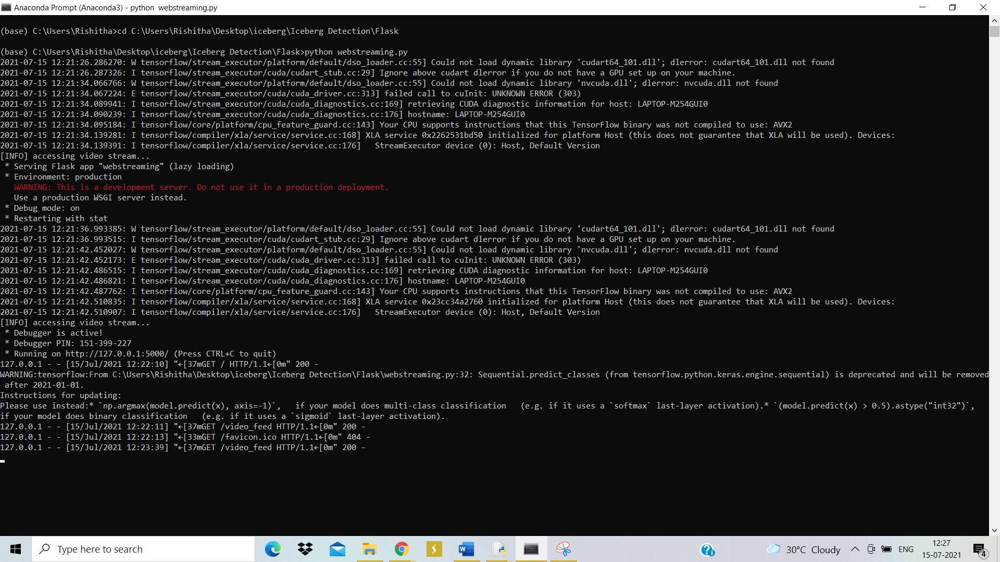 Anaconda Prompt (Anaconda3) - python  webstreaming.py
(base) C:\Users\Rishitha>cd C:\Users\Rishitha\Desktop\iceberg\Iceberg Detection\Flask
(base) C:\Users\Rishitha\Desktop\iceberg\Iceberg Detection\Flask>python webstreaming.py
2021-07-15 12:21:26.286270: W tensorflow/stream_executor/platform/default/dso_loader.cc:55] Could not load dynamic library 'cudart64_101.dll'; dlerror: cudart64_101.dll not found
2021-07-15 12:21:26.287326: I tensorflow/stream_executor/cuda/cudart_stub.cc:29] Ignore above cudart dlerror if you do not have a GPU set up on your machine.
2021-07-15 12:21:34.066766: W tensorflow/stream_executor/platform/default/dso_loader.cc:55] Could not load dynamic library 'nvcuda.dll'; dlerror: nvcuda.dll not found
2021-07-15 12:21:34.067224: E tensorflow/stream_executor/cuda/cuda_driver.cc:313] failed call to cuInit: UNKNOWN ERROR (303)
2021-07-15 12:21:34.089941: I tensorflow/stream_executor/cuda/cuda_diagnostics.cc:169] retrieving CUDA diagnostic information for host: LAPTOP-M254GUI0
2021-07-15 12:21:34.090239: I tensorflow/stream_executor/cuda/cuda_diagnostics.cc:176] hostname: LAPTOP-M254GUI0
2021-07-15 12:21:34.095184: I tensorflow/core/platform/cpu_feature_guard.cc:143] Your CPU supports instructions that this TensorFlow binary was not compiled to use: AVX2
2021-07-15 12:21:34.139281: I tensorflow/compiler/xla/service/service.cc:168] XLA service 0x2262531bd50 initialized for platform Host (this does not guarantee that XLA will be used). Devices:
2021-07-15 12:21:34.139391: I tensorflow/compiler/xla/service/service.cc:176]   StreamExecutor device (0): Host, Default Version
[INFO] accessing video stream...
 * Serving Flask app "webstreaming" (lazy loading)
 * Environment: production
   WARNING: This is a development server. Do not use it in a production deployment.
   Use a production WSGI server instead.
 * Debug mode: on
 * Restarting with stat
2021-07-15 12:21:36.993385: W tensorflow/stream_executor/platform/default/dso_loader.cc:55] Could not load dynamic library 'cudart64_101.dll'; dlerror: cudart64_101.dll not found
2021-07-15 12:21:36.993515: I tensorflow/stream_executor/cuda/cudart_stub.cc:29] Ignore above cudart dlerror if you do not have a GPU set up on your machine.
2021-07-15 12:21:42.452027: W tensorflow/stream_executor/platform/default/dso_loader.cc:55] Could not load dynamic library 'nvcuda.dll'; dlerror: nvcuda.dll not found
2021-07-15 12:21:42.452173: E tensorflow/stream_executor/cuda/cuda_driver.cc:313] failed call to cuInit: UNKNOWN ERROR (303)
2021-07-15 12:21:42.486515: I tensorflow/stream_executor/cuda/cuda_diagnostics.cc:169] retrieving CUDA diagnostic information for host: LAPTOP-M254GUI0
2021-07-15 12:21:42.486821: I tensorflow/stream_executor/cuda/cuda_diagnostics.cc:176] hostname: LAPTOP-M254GUI0
2021-07-15 12:21:42.487762: I tensorflow/core/platform/cpu_feature_guard.cc:143] Your CPU supports instructions that this TensorFlow binary was not compiled to use: AVX2
2021-07-15 12:21:42.510835: I tensorflow/compiler/xla/service/service.cc:168] XLA service 0x23cc34a2760 initialized for platform Host (this does not guarantee that XLA will be used). Devices:
2021-07-15 12:21:42.510907: I tensorflow/compiler/xla/service/service.cc:176]   StreamExecutor device (0): Host, Default Version
[INFO] accessing video stream...
 * Debugger is active!
 * Debugger PIN: 151-399-227
 * Running on http://127.0.0.1:5000/ (Press CTRL+C to quit)
127.0.0.1 - - [15/Jul/2021 12:22:10] "←[37mGET / HTTP/1.1←[0m" 200 -
WARNING:tensorflow:From C:\Users\Rishitha\Desktop\iceberg\Iceberg Detection\Flask\webstreaming.py:32: Sequential.predict_classes (from tensorflow.python.keras.engine.sequential) is deprecated and will be removed
 after 2021-01-01.
Instructions for updating:
Please use instead:* `np.argmax(model.predict(x), axis=-1)`,   if your model does multi-class classification   (e.g. if it uses a `softmax` last-layer activation).* `(model.predict(x) > 0.5).astype("int32")`,
if your model does binary classification   (e.g. if it uses a `sigmoid` last-layer activation).
127.0.0.1 - - [15/Jul/2021 12:22:11] "←[37mGET /video_feed HTTP/1.1←[0m" 200 -
127.0.0.1 - - [15/Jul/2021 12:22:13] "←[33mGET /favicon.ico HTTP/1.1←[0m" 404 -
127.0.0.1 - - [15/Jul/2021 12:23:39] "←[37mGET /video_feed HTTP/1.1←[0m" 200 -
Type here to search
30°C Cloudy
ENG
12:27
15-07-2021
4